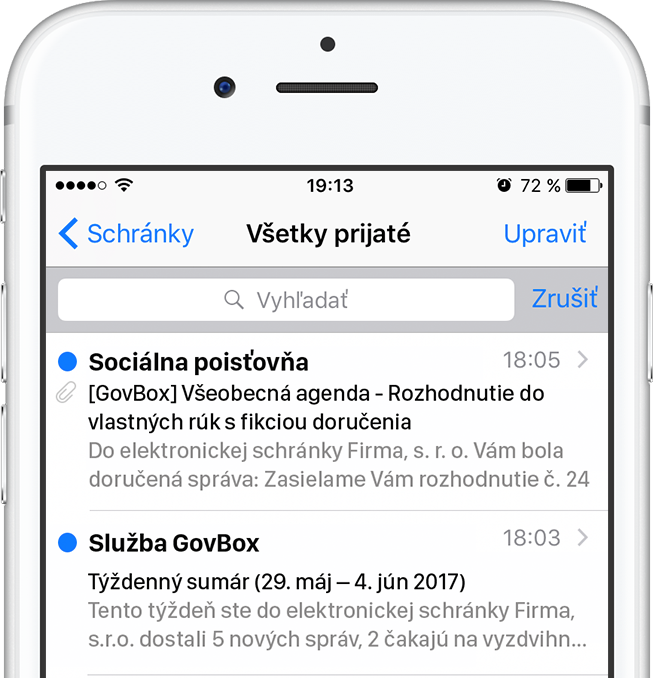 19:13
72 %
Schránky
Všetky prijaté
Upraviť
Vyhľadať
Zrušiť
Sociálna poisťovňa
18:05
[GovBox] Všeobecná agenda - Rozhodnutie do
vlastných rúk s fikciou doručenia
Do elektronickej schránky Firma, s. r. o. Vám bola
doručená správa: Zasielame Vám rozhodnutie č. 24
Služba GovBox
18:03
Týždenný sumár (29. máj – 4. jún 2017)
Tento týždeň ste do elektronickej schránky Firma,
s.r.o. dostali 5 nových správ, 2 čakajú na vyzdvihn...